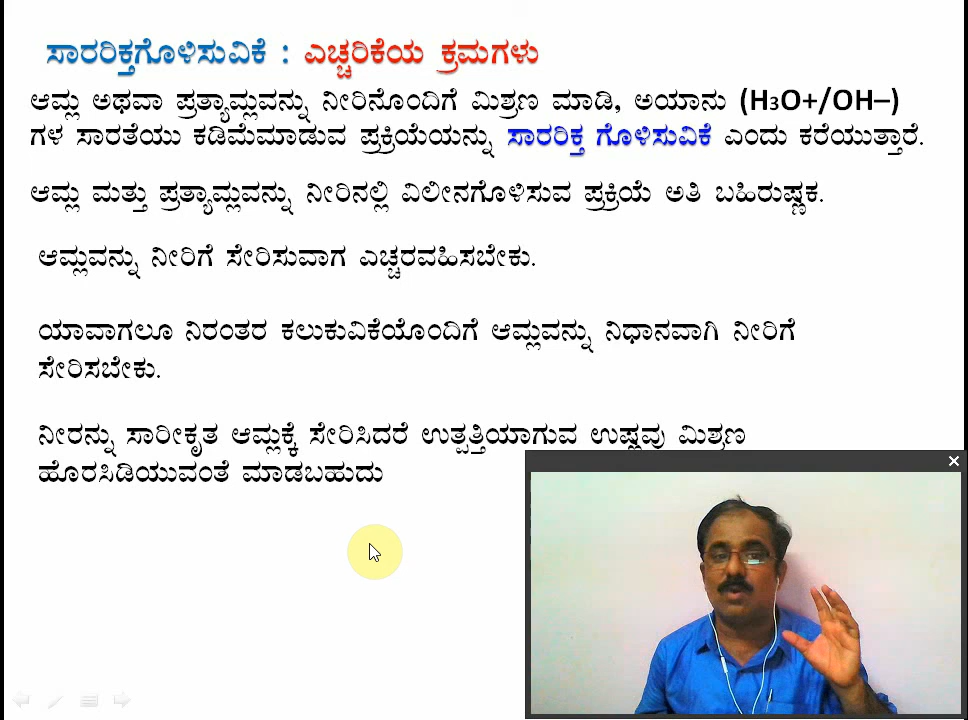 ಸಾರರಿಕ್ತಗೊಳಿಸುವಿಕೆ : ಎಚ್ಚರಿಕೆಯ ಕ್ರಮಗಳು
ಆಮ್ಲ ಅಥವಾ ಪ್ರತ್ಯಾಮ್ಲವನ್ನು ನೀರಿನೊಂದಿಗೆ ಮಿಶ್ರಣ ಮಾಡಿ, ಅಯಾನು (H₃O+/OH–)
ಗಳ ಸಾರತೆಯು ಕಡಿಮೆಮಾಡುವ ಪ್ರಕ್ರಿಯೆಯನ್ನು ಸಾರರಿಕ್ತ ಗೊಳಿಸುವಿಕೆ ಎಂದು ಕರೆಯುತ್ತಾರೆ.
ಆಮ್ಲ ಮತ್ತು ಪ್ರತ್ಯಾಮ್ಲವನ್ನು ನೀರಿನಲ್ಲಿ ವಿಲೀನಗೊಳಿಸುವ ಪ್ರಕ್ರಿಯೆ ಅತಿ ಬಹಿರುಷ್ಣಕ.
ಆಮ್ಲವನ್ನು ನೀರಿಗೆ ಸೇರಿಸುವಾಗ ಎಚ್ಚರವಹಿಸಬೇಕು.
ಯಾವಾಗಲೂ ನಿರಂತರ ಕಲುಕುವಿಕೆಯೊಂದಿಗೆ ಆಮ್ಲವನ್ನು ನಿಧಾನವಾಗಿ ನೀರಿಗೆ
ಸೇರಿಸಬೇಕು.
ನೀರನ್ನು ಸಾರೀಕೃತ ಆಮ್ಲಕ್ಕೆ ಸೇರಿಸಿದರೆ ಉತ್ಪತ್ತಿಯಾಗುವ ಉಷ್ಣವು ಮಿಶ್ರಣ
ಹೊರಸಿಡಿಯುವಂತೆ ಮಾಡಬಹುದು